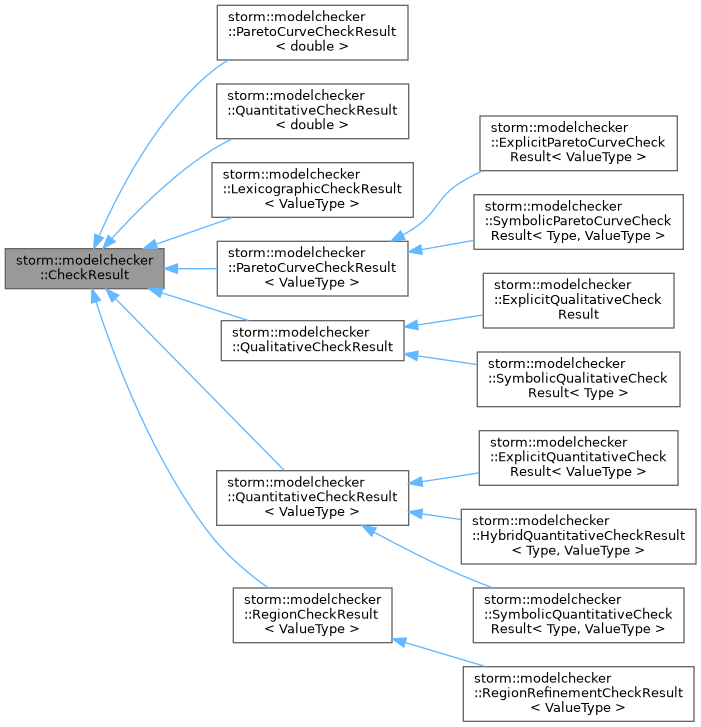 storm::modelchecker
::ParetoCurveCheckResult
< double >
storm::modelchecker
::QuantitativeCheckResult
< double >
storm::modelchecker
::LexicographicCheckResult
< ValueType >
storm::modelchecker
::CheckResult
storm::modelchecker
::ParetoCurveCheckResult
< ValueType >
storm::modelchecker
::QualitativeCheckResult
storm::modelchecker
::QuantitativeCheckResult
< ValueType >
storm::modelchecker
::RegionCheckResult
< ValueType >
storm::modelchecker
::ExplicitParetoCurveCheck
Result< ValueType >
storm::modelchecker
::SymbolicParetoCurveCheck
Result< Type, ValueType >
storm::modelchecker
::ExplicitQualitativeCheck
Result
storm::modelchecker
::SymbolicQualitativeCheck
Result< Type >
storm::modelchecker
::ExplicitQuantitativeCheck
Result< ValueType >
storm::modelchecker
::HybridQuantitativeCheckResult
< Type, ValueType >
storm::modelchecker
::SymbolicQuantitativeCheck
Result< Type, ValueType >
storm::modelchecker
::RegionRefinementCheckResult
< ValueType >